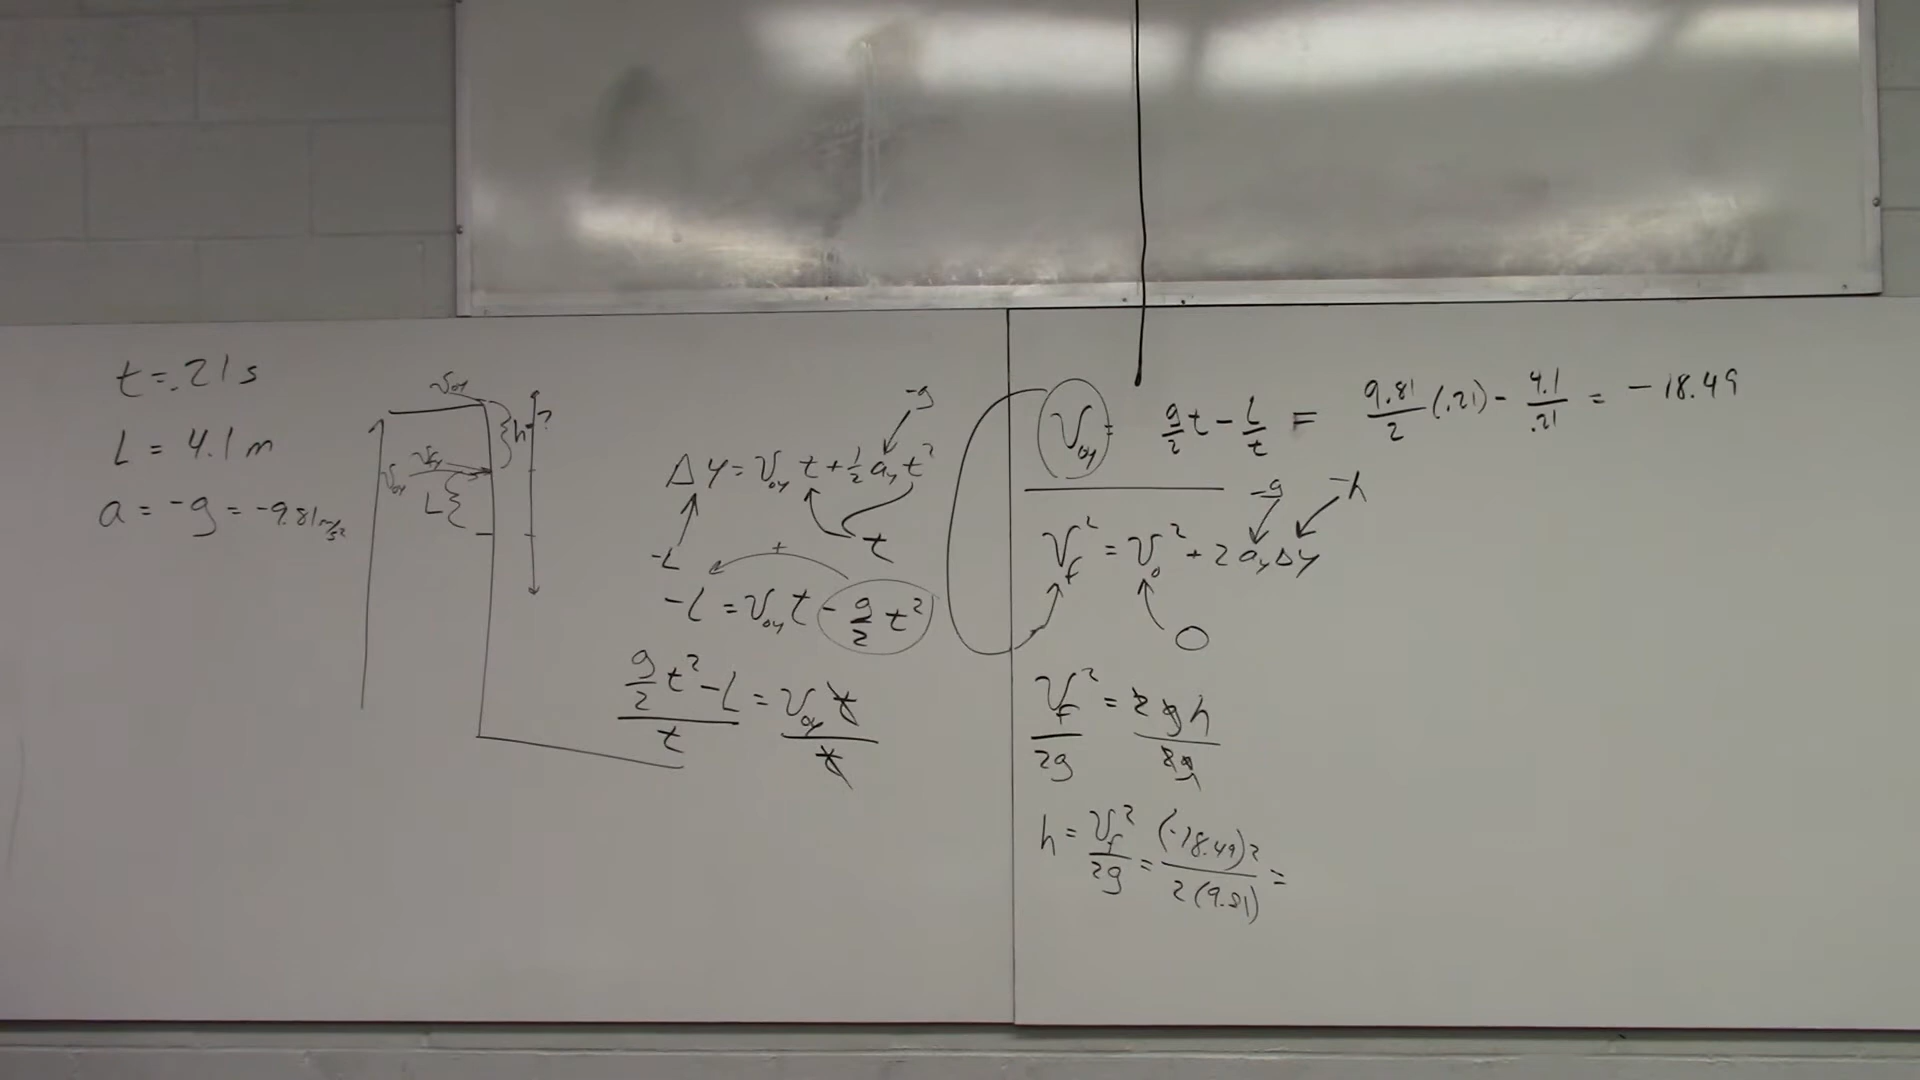 t = .21 s
L = 4.1 m
a = -g = -9.81 m/s²
v₀y
h ?
vfy
v₀y
L
-g
Δy = v₀y t + ½ ay t²
-L
t
+
-L = v₀y t - g/2 t²
(g/2 t² - L)/t = v₀y t/t
v₀y = g/2 t - L/t = 9.81/2 (.21) - 4.1/.21 = -18.49
-g -h
vf² = v₀² + 2 ay Δy
0
vf²/2g = 2gh/2g
h = vf²/2g = (-18.49)²/2(9.81) =